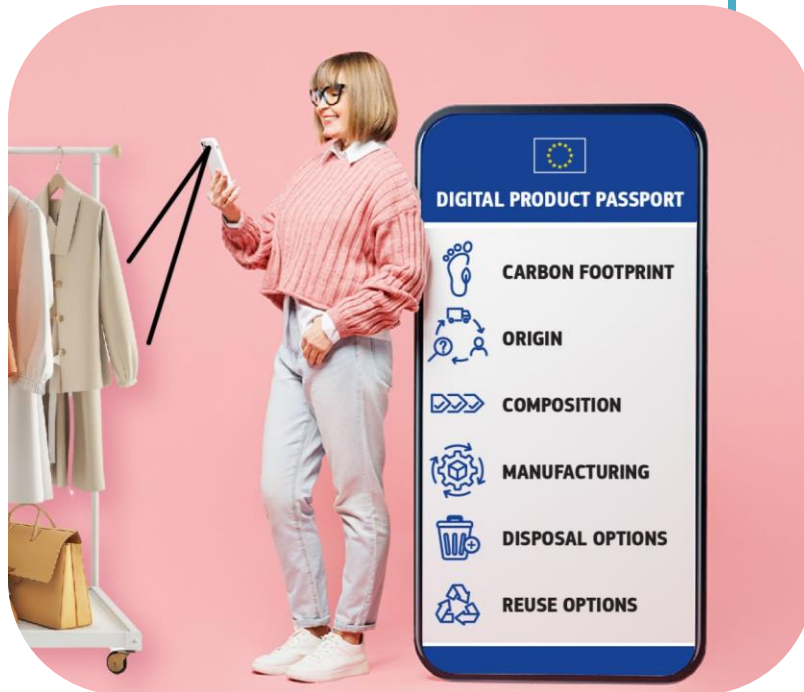 DIGITAL PRODUCT PASSPORT
CARBON FOOTPRINT
ORIGIN
COMPOSITION
MANUFACTURING
DISPOSAL OPTIONS
REUSE OPTIONS